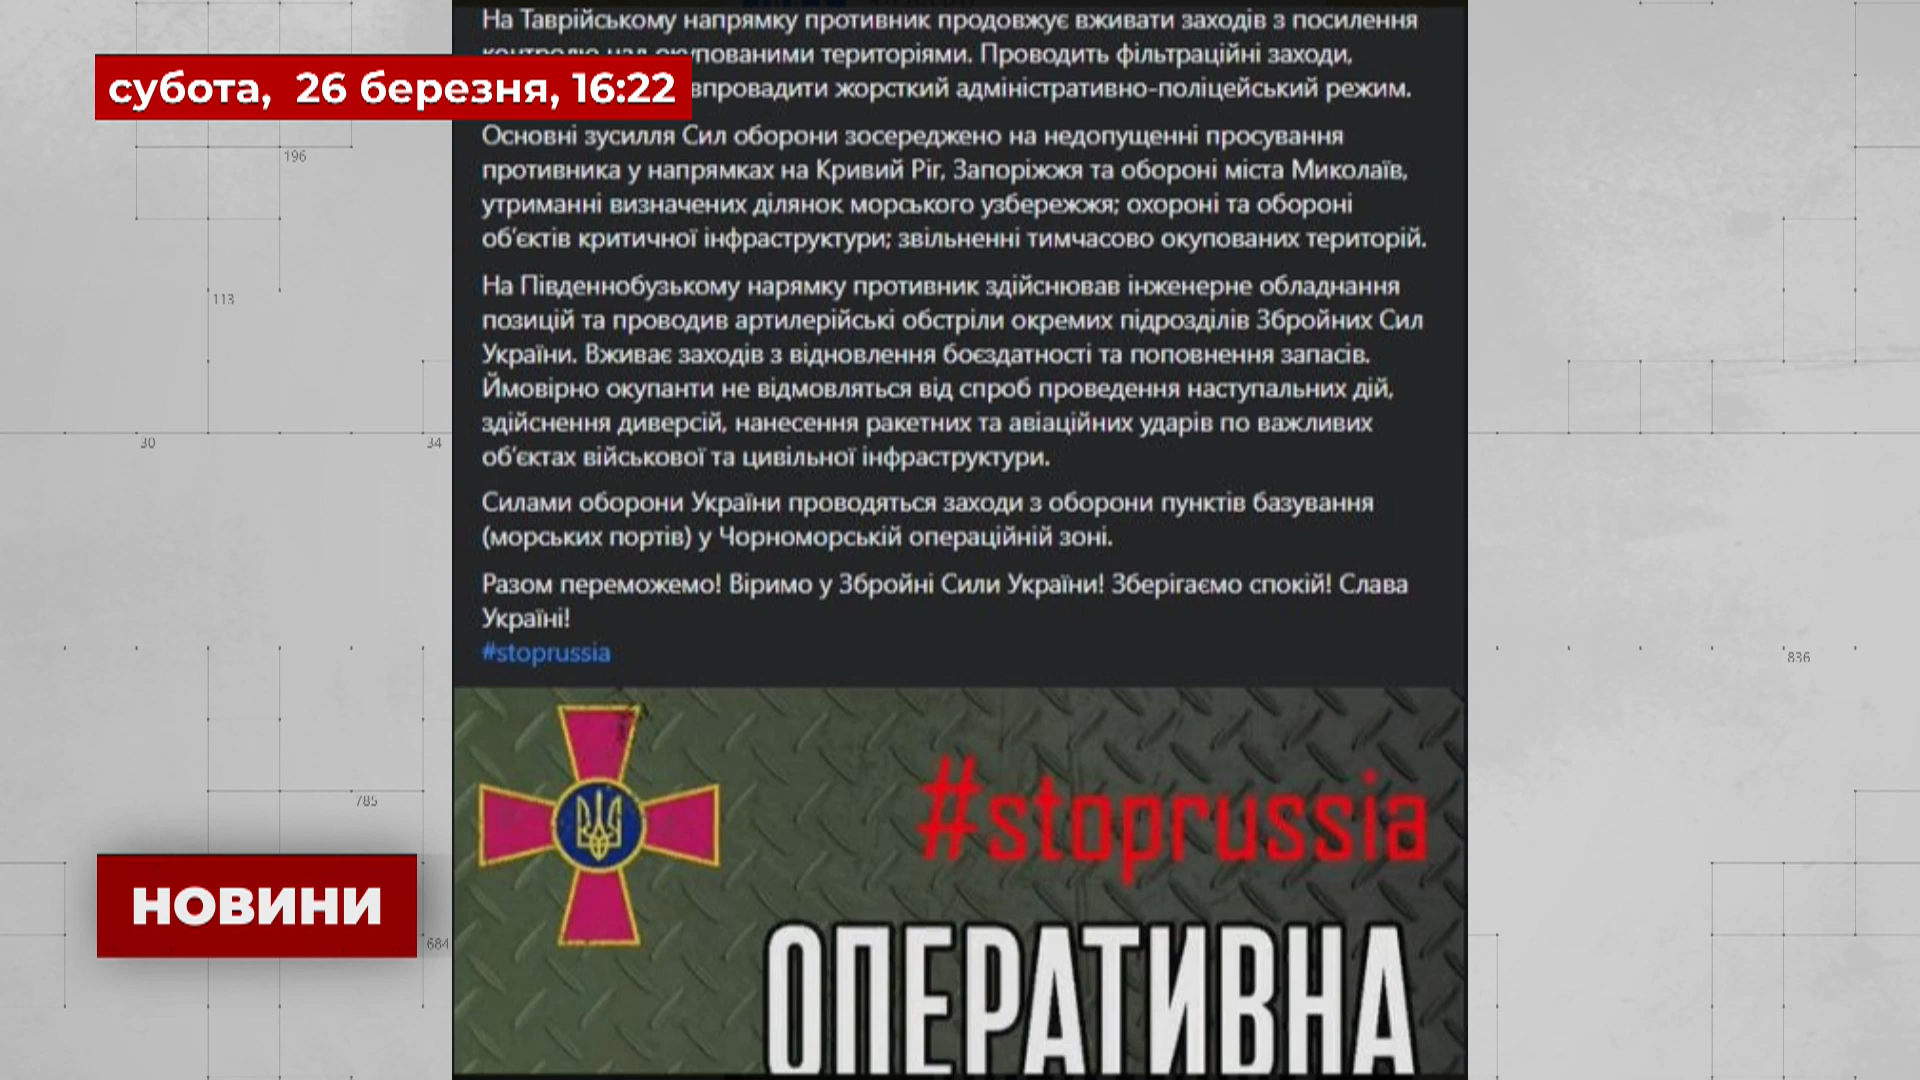 На Таврійському напрямку противник продовжує вживати заходів з посилення
окупованими територіями. Проводить фільтраційні заходи,
субота, 26 березня, 16:22
впровадити жорсткий адміністративно-поліцейський режим.
Основні зусилля Сил оборони зосереджено на недопущенні просування
противника у напрямках на Кривий Ріг, Запоріжжя та обороні міста Миколаїв,
утриманні визначених ділянок морського узбережжя; охороні та обороні
об'єктів критичної інфраструктури; звільненні тимчасово окупованих територій.
На Південнобузькому нарямку противник здійснював інженерне обладнання
позицій та проводив артилерійські обстріли окремих підрозділів Збройних Сил
України. Вживає заходів з відновлення боєздатності та поповнення запасів.
Ймовірно окупанти не відмовляться від спроб проведення наступальних дій,
здійснення диверсій, нанесення ракетних та авіаційних ударів по важливих
об'єктах військової та цивільної інфраструктури.
Силами оборони України проводяться заходи з оборони пунктів базування
(морських портів) у Чорноморській операційній зоні.
Разом переможемо! Віримо у Збройні Сили України! Зберігаємо спокій! Слава
Україні!
#stoprussia
#stoprussia
ОПЕРАТИВНА
НОВИНИ
196
113
30
34
785
684
836